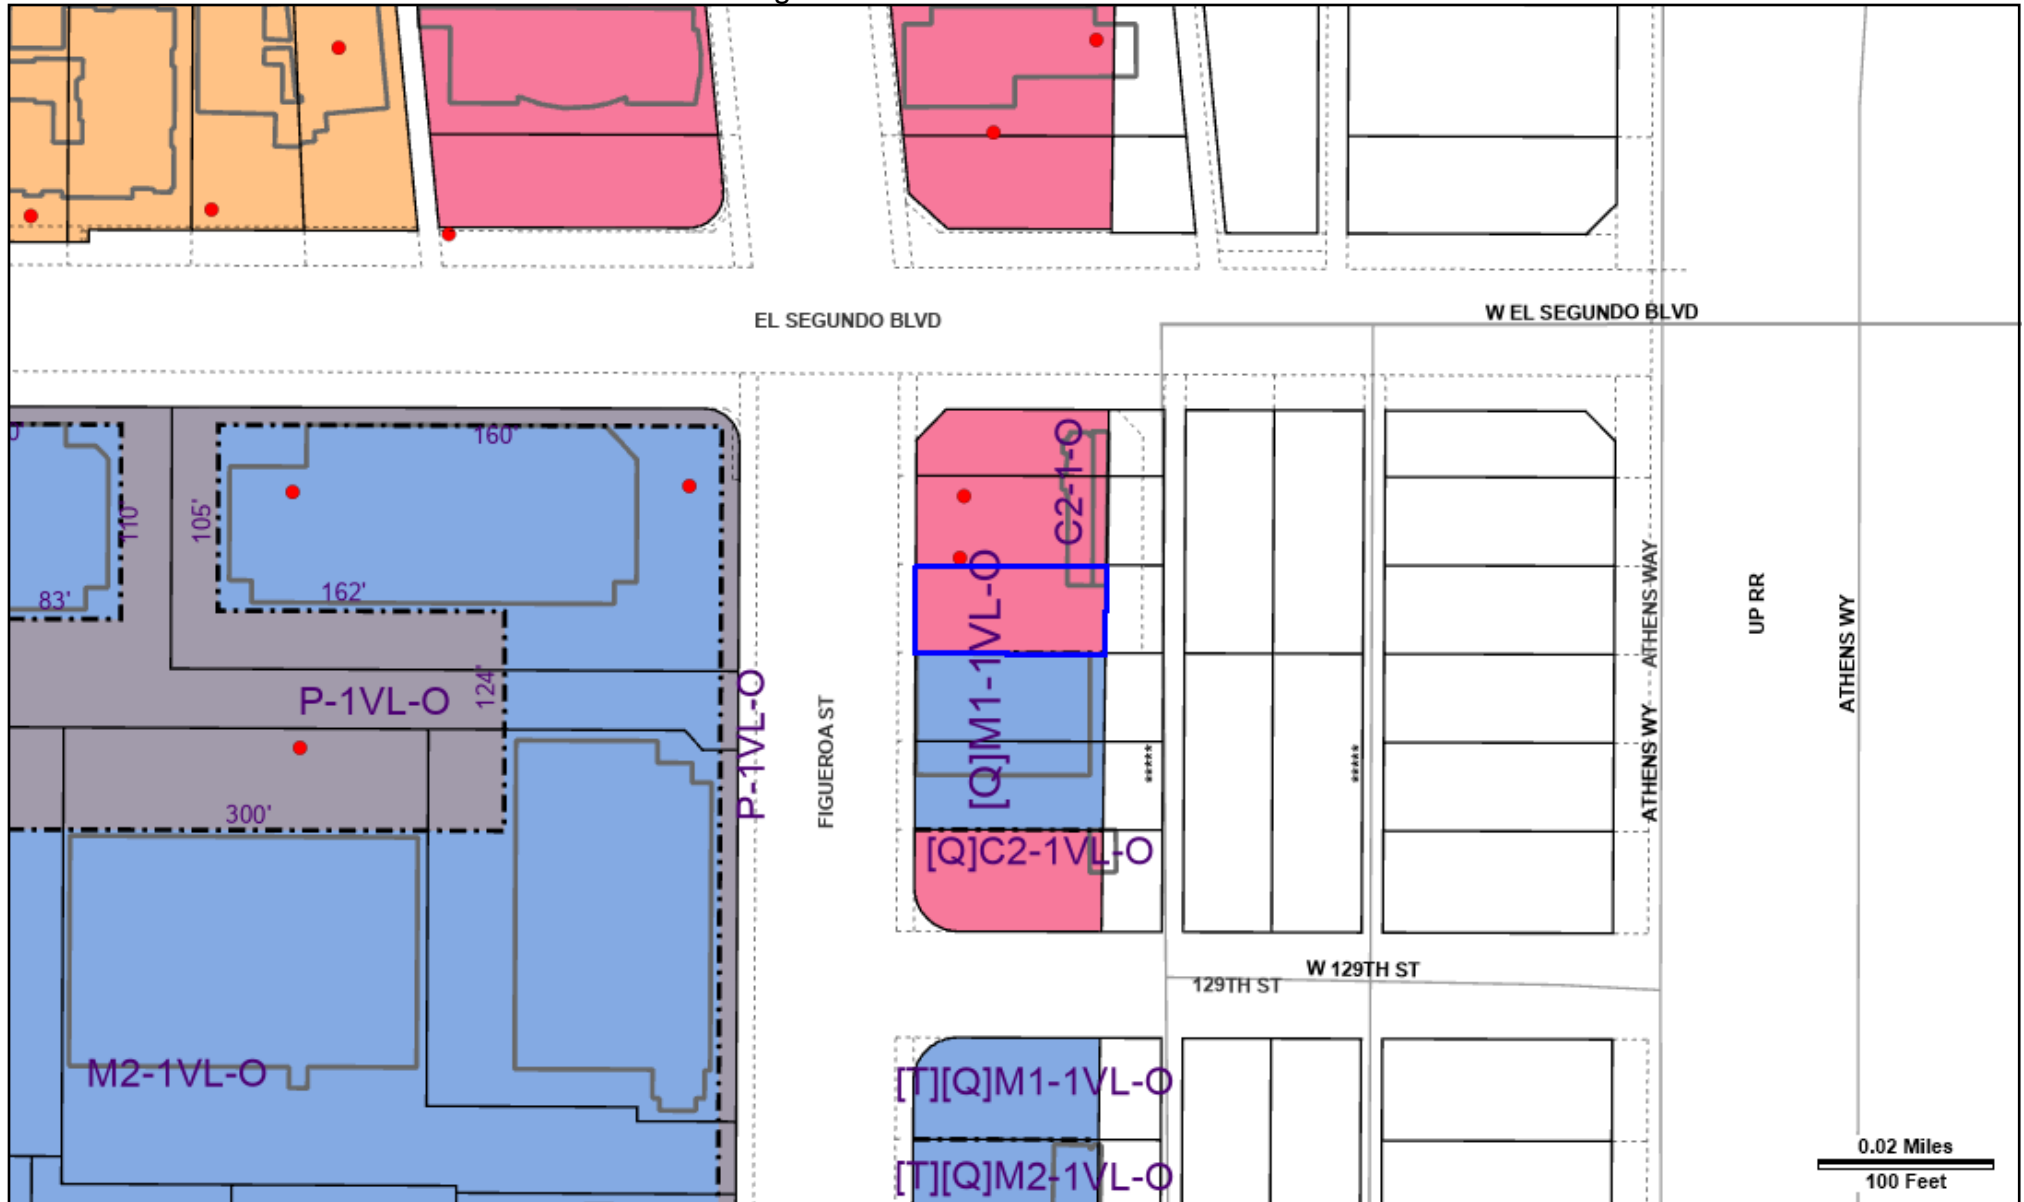 EL SEGUNDO BLVD
W EL SEGUNDO BLVD
160'
110'
105'
83'
162'
124'
300'
P-1VL-O
P-1VL-O
M2-1VL-O
FIGUEROA ST
C2-1-O
[Q]M1-1VL-O
[Q]C2-1VL-O
*****
*****
ATHENS WAY
ATHENS WY
UP RR
ATHENS WY
W 129TH ST
129TH ST
[T][Q]M1-1VL-O
[T][Q]M2-1VL-O
0.02 Miles
100 Feet